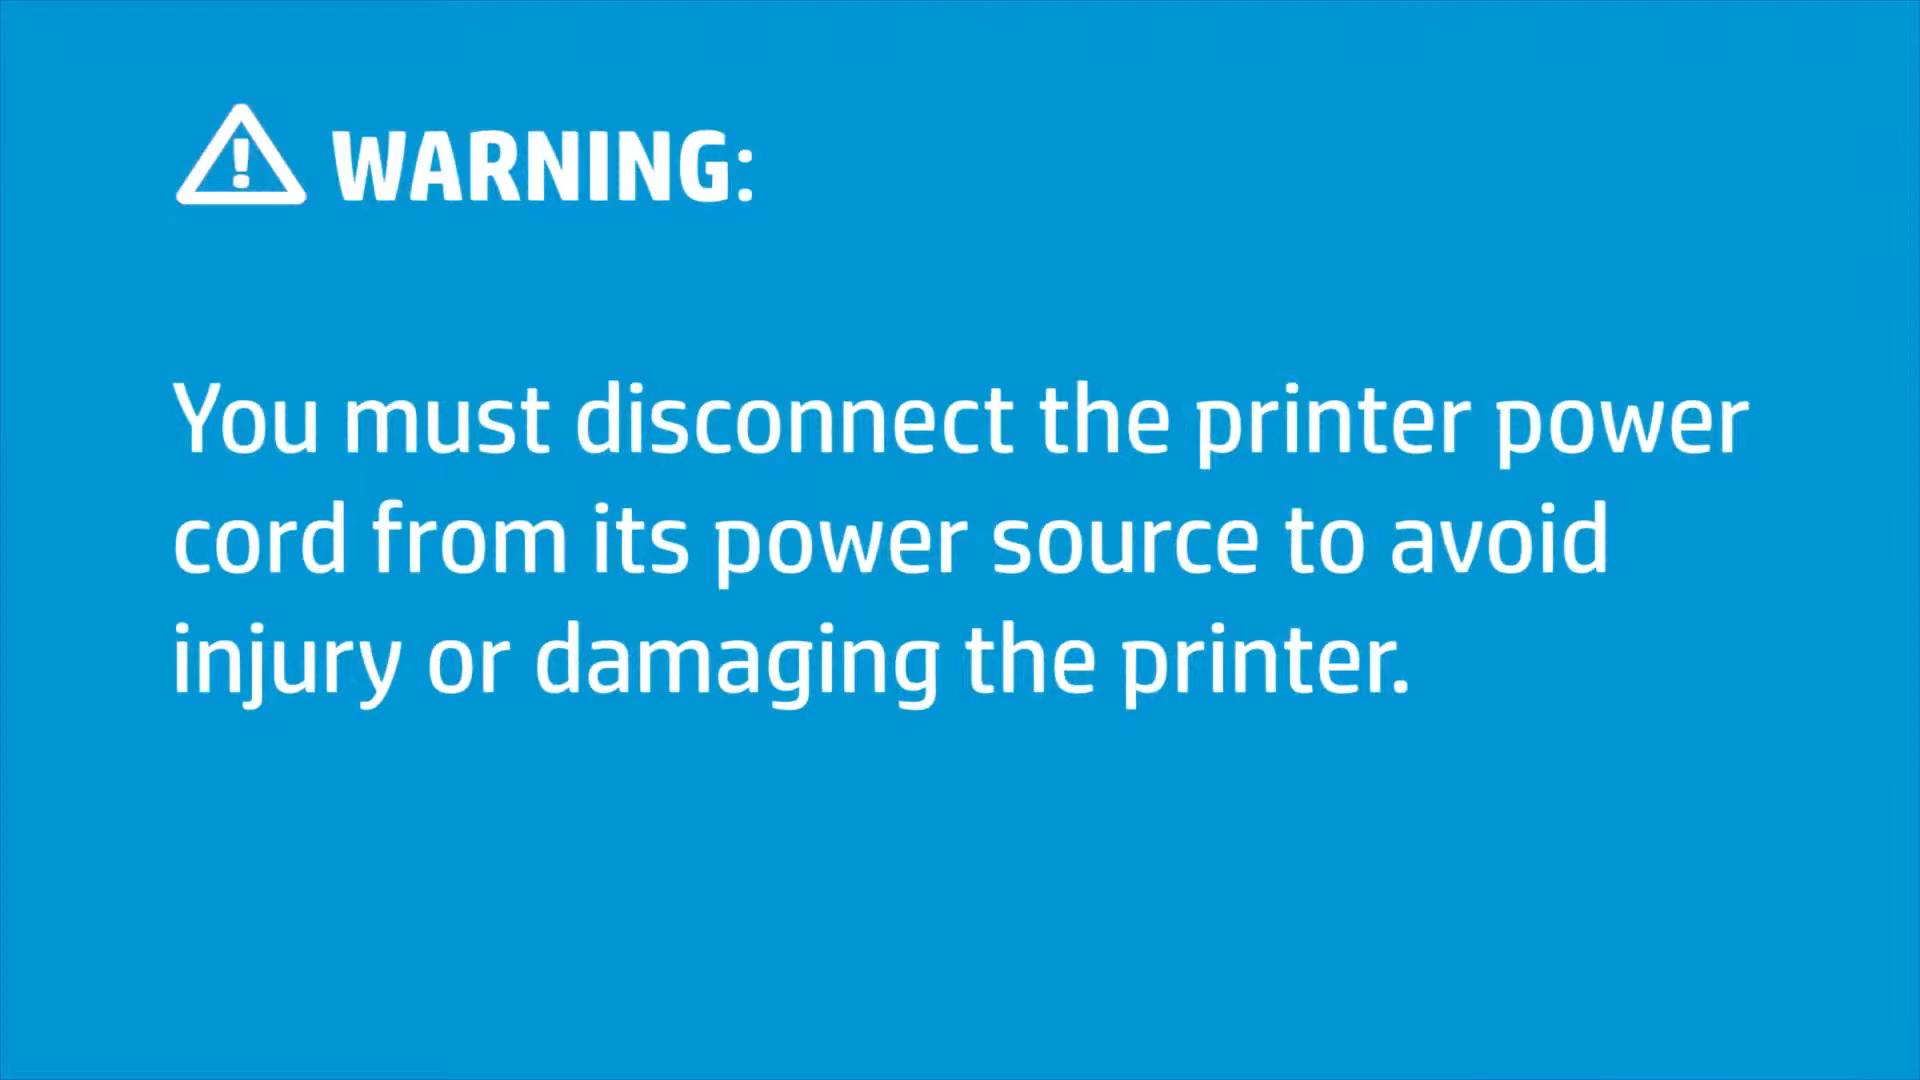 WARNING:
You must disconnect the printer power
cord from its power source to avoid
injury or damaging the printer.